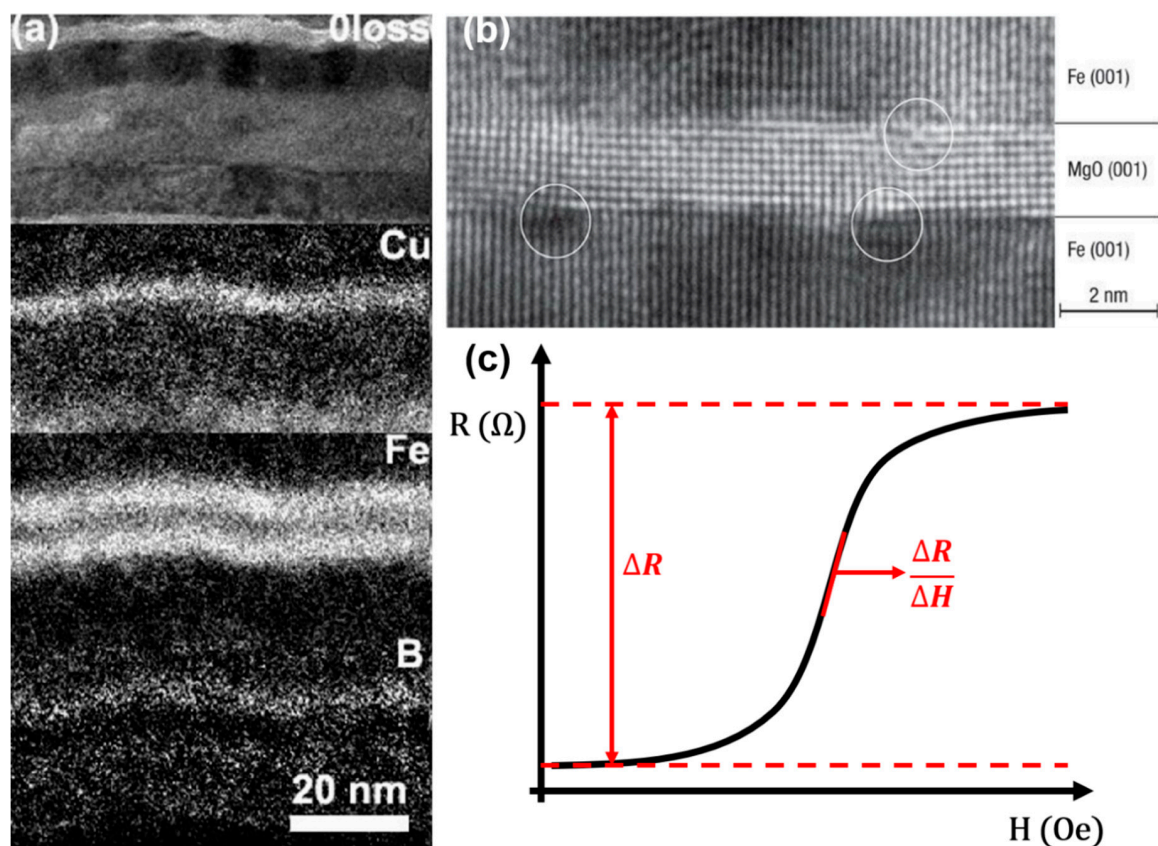 (a)
0loss
Cu
Fe
B
20 nm
(b)
Fe (001)
MgO (001)
Fe (001)
2 nm
(c)
R (Ω)
ΔR
ΔR
ΔH
H (Oe)